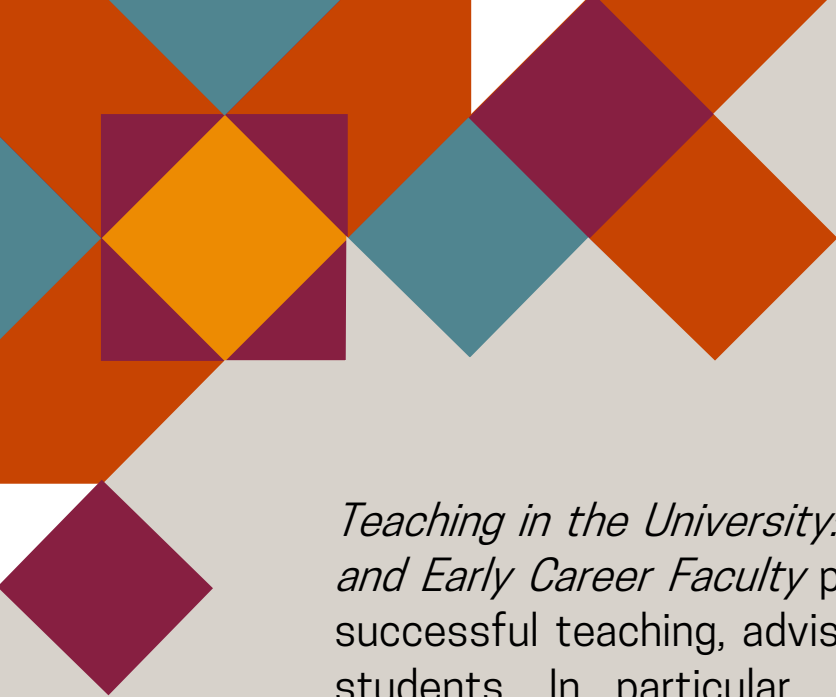 Teaching in the University:
and Early Career Faculty
successful teaching,
students. In particular